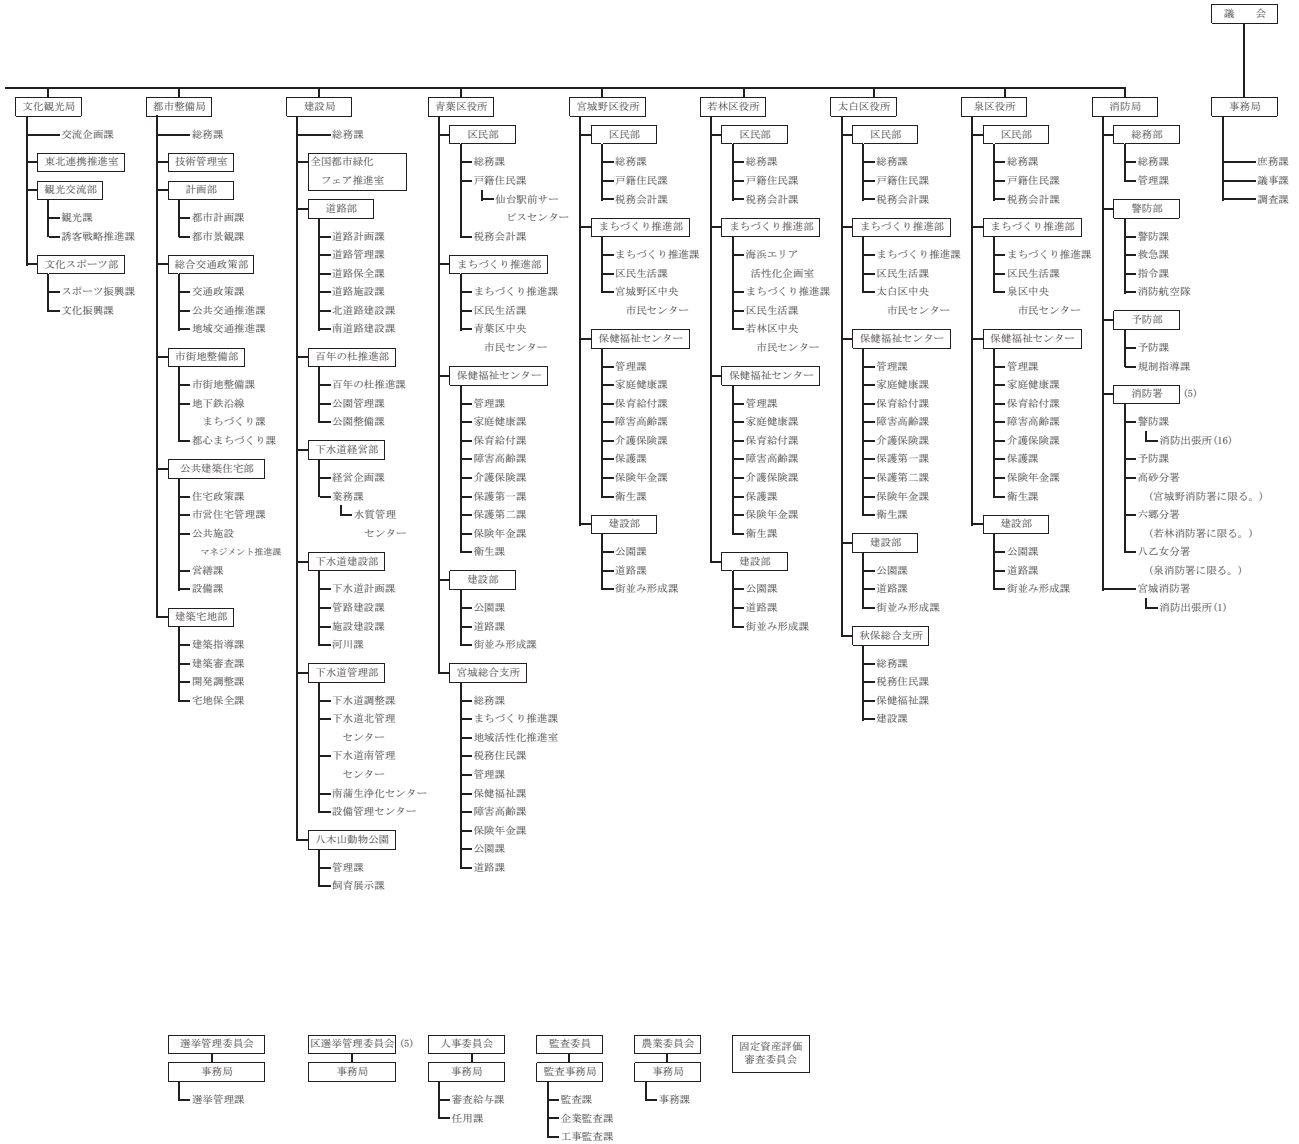 議　会
事務局
庶務課
議事課
調査課
文化観光局
交流企画課
東北連携推進室
観光交流部
観光課
誘客戦略推進課
文化スポーツ部
スポーツ振興課
文化振興課
都市整備局
総務課
技術管理室
計画部
都市計画課
都市景観課
総合交通政策部
交通政策課
公共交通推進課
地域交通推進課
市街地整備部
市街地整備課
地下鉄沿線
まちづくり課
都心まちづくり課
公共建築住宅部
住宅政策課
市営住宅管理課
公共施設
マネジメント推進課
営繕課
設備課
建築宅地部
建築指導課
建築審査課
開発調整課
宅地保全課
建設局
総務課
全国都市緑化
フェア推進室
道路部
道路計画課
道路管理課
道路保全課
道路施設課
北道路建設課
南道路建設課
百年の杜推進部
百年の杜推進課
公園管理課
公園整備課
下水道経営部
経営企画課
業務課
水質管理
センター
下水道建設部
下水道計画課
管路建設課
施設建設課
河川課
下水道管理部
下水道調整課
下水道北管理
センター
下水道南管理
センター
南蒲生浄化センター
設備管理センター
八木山動物公園
管理課
飼育展示課
青葉区役所
区民部
総務課
戸籍住民課
仙台駅前サー
ビスセンター
税務会計課
まちづくり推進部
まちづくり推進課
区民生活課
青葉区中央
市民センター
保健福祉センター
管理課
家庭健康課
保育給付課
障害高齢課
介護保険課
保護第一課
保護第二課
保険年金課
衛生課
建設部
公園課
道路課
街並み形成課
宮城総合支所
総務課
まちづくり推進課
地域活性化推進室
税務住民課
管理課
保健福祉課
障害高齢課
保険年金課
公園課
道路課
宮城野区役所
区民部
総務課
戸籍住民課
税務会計課
まちづくり推進部
まちづくり推進課
区民生活課
宮城野区中央
市民センター
保健福祉センター
管理課
家庭健康課
保育給付課
障害高齢課
介護保険課
保護課
保険年金課
衛生課
建設部
公園課
道路課
街並み形成課
若林区役所
区民部
総務課
戸籍住民課
税務会計課
まちづくり推進部
海浜エリア
活性化企画室
まちづくり推進課
区民生活課
若林区中央
市民センター
保健福祉センター
管理課
家庭健康課
保育給付課
障害高齢課
介護保険課
保護課
保険年金課
衛生課
建設部
公園課
道路課
街並み形成課
太白区役所
区民部
総務課
戸籍住民課
税務会計課
まちづくり推進部
まちづくり推進課
区民生活課
太白区中央
市民センター
保健福祉センター
管理課
家庭健康課
保育給付課
障害高齢課
介護保険課
保護第一課
保護第二課
保険年金課
衛生課
建設部
公園課
道路課
街並み形成課
秋保総合支所
総務課
税務住民課
保健福祉課
建設課
泉区役所
区民部
総務課
戸籍住民課
税務会計課
まちづくり推進部
まちづくり推進課
区民生活課
泉区中央
市民センター
保健福祉センター
管理課
家庭健康課
保育給付課
障害高齢課
介護保険課
保護課
保険年金課
衛生課
建設部
公園課
道路課
街並み形成課
消防局
総務部
総務課
管理課
警防部
警防課
救急課
指令課
消防航空隊
予防部
予防課
規制指導課
消防署 (5)
警防課
消防出張所(16)
予防課
高砂分署
（宮城野消防署に限る。）
六郷分署
（若林消防署に限る。）
八乙女分署
（泉消防署に限る。）
宮城消防署
消防出張所(1)
選挙管理委員会
事務局
選挙管理課
区選挙管理委員会 (5)
事務局
人事委員会
事務局
審査給与課
任用課
監査委員
監査事務局
監査課
企業監査課
工事監査課
農業委員会
事務局
事務課
固定資産評価
審査委員会